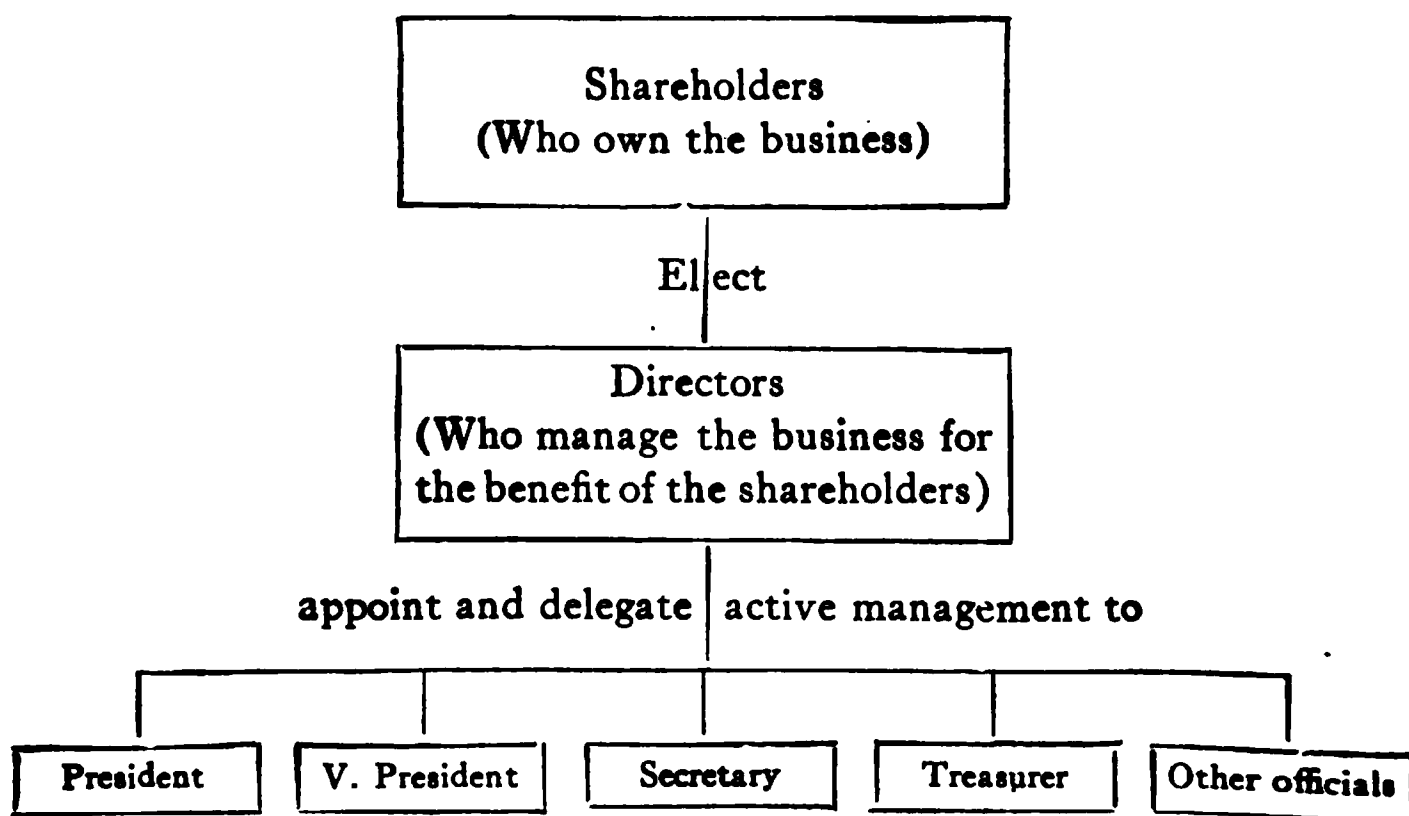 Shareholders
(Who own the business)
Elect
Directors
(Who manage the business for
the benefit of the shareholders)
appoint and delegate active management to
President
V. President
Secretary
Treasurer
Other officials